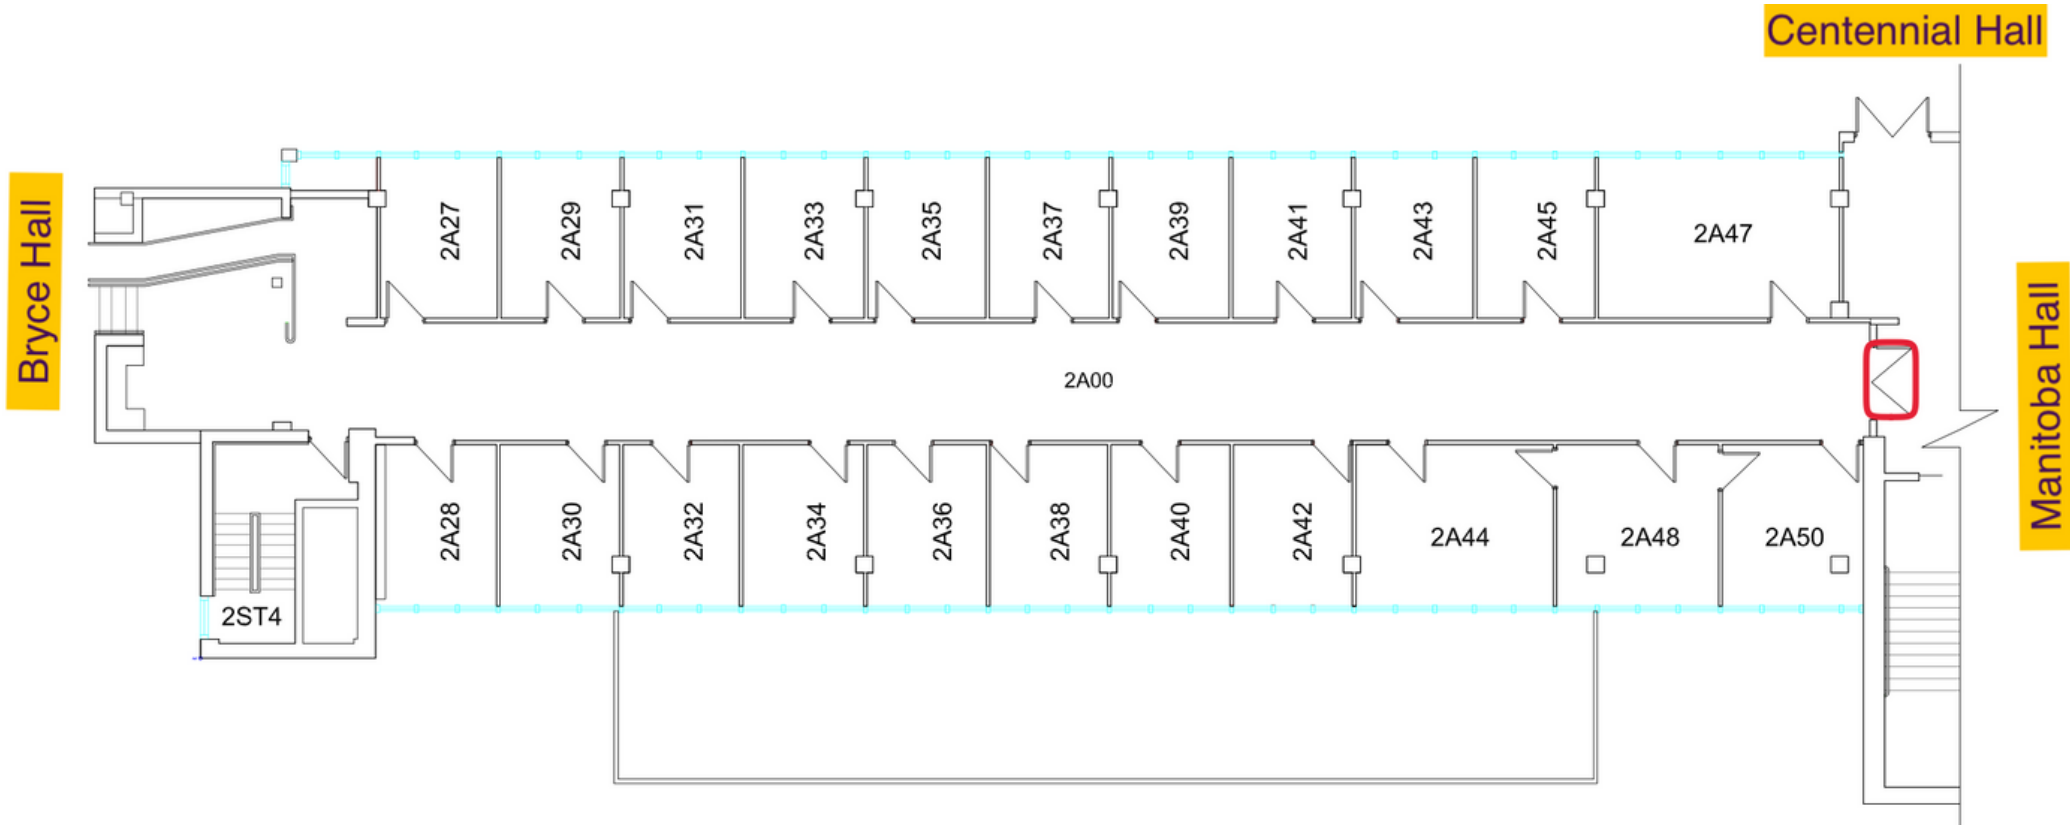 Centennial Hall
Bryce Hall
2A27
2A29
2A31
2A33
2A35
2A37
2A39
2A41
2A43
2A45
2A47
Manitoba Hall
2A00
2A28
2A30
2A32
2A34
2A36
2A38
2A40
2A42
2A44
2A48
2A50
2ST4